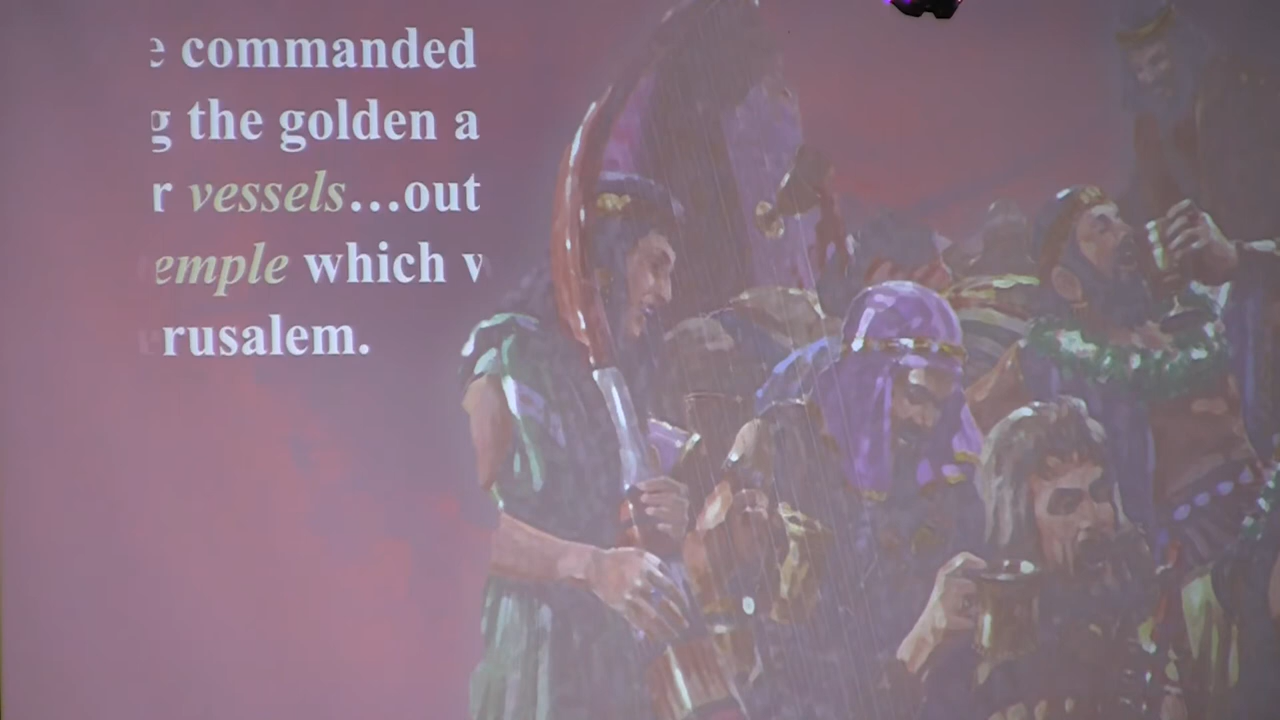 e commanded
g the golden a
r vessels...out
emple which
rusalem.